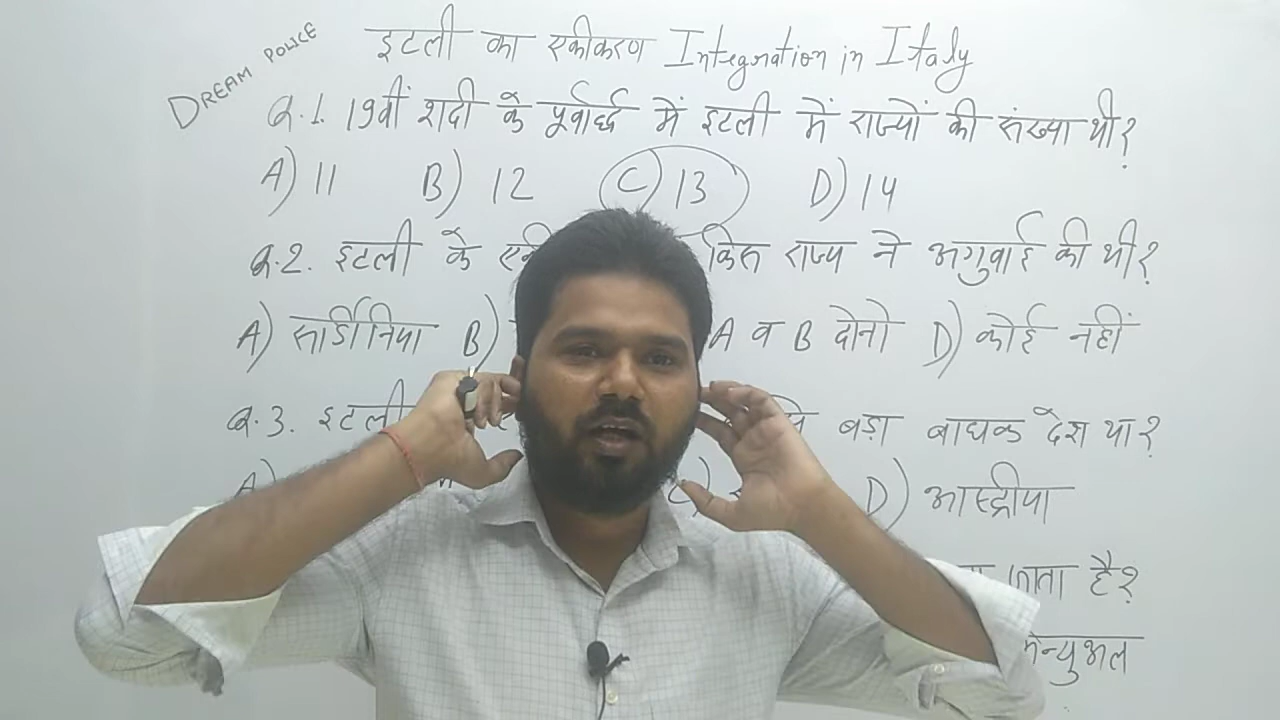 DREAM POLICE
इटली का एकीकरण Integration in Italy
Q.1. 19वीं शदी के पूर्वार्द्ध में इटली में राज्यों की संख्या थी?
A) 11 B) 12 C) 13 D) 14
Q.2. इटली के किस राज्य ने अगुवाई की थी?
A) सार्डीनिया B) A व B दोनो D) कोई नहीं
Q.3. इटली बड़ा बाधक देश था?
A) C) D) आस्ट्रीया
जाता है?